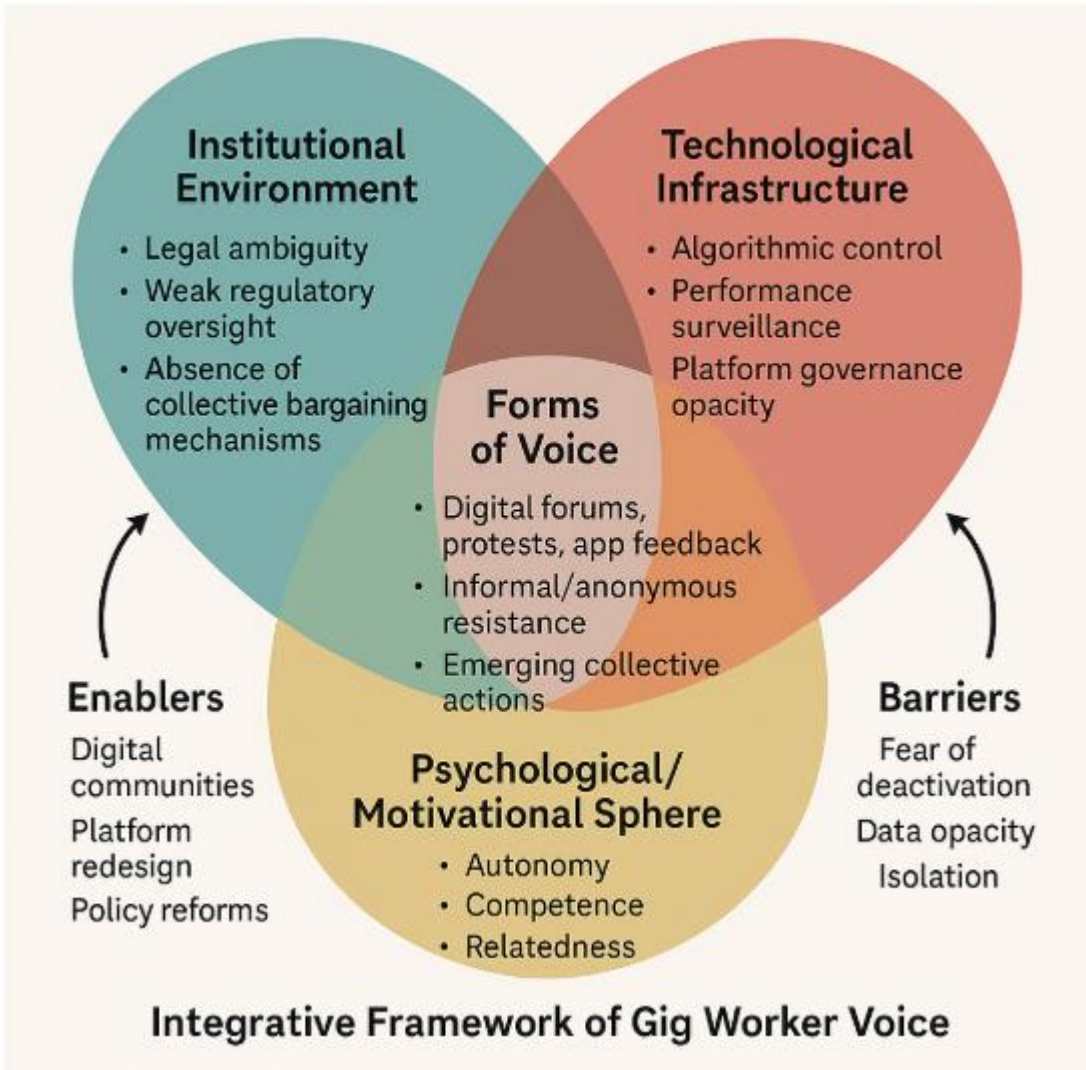 Institutional
Environment
• Legal ambiguity
• Weak regulatory
oversight
• Absence of
collective bargaining
mechanisms
Technological
Infrastructure
• Algorithmic control
• Performance
surveillance
Platform governance
opacity
Forms
of Voice
• Digital forums,
protests, app feedback
• Informal/anonymous
resistance
• Emerging collective
actions
Enablers
Digital
communities
Platform
redesign
Policy reforms
Psychological/
Motivational Sphere
• Autonomy
• Competence
• Relatedness
Barriers
Fear of
deactivation
Data opacity
Isolation
Integrative Framework of Gig Worker Voice